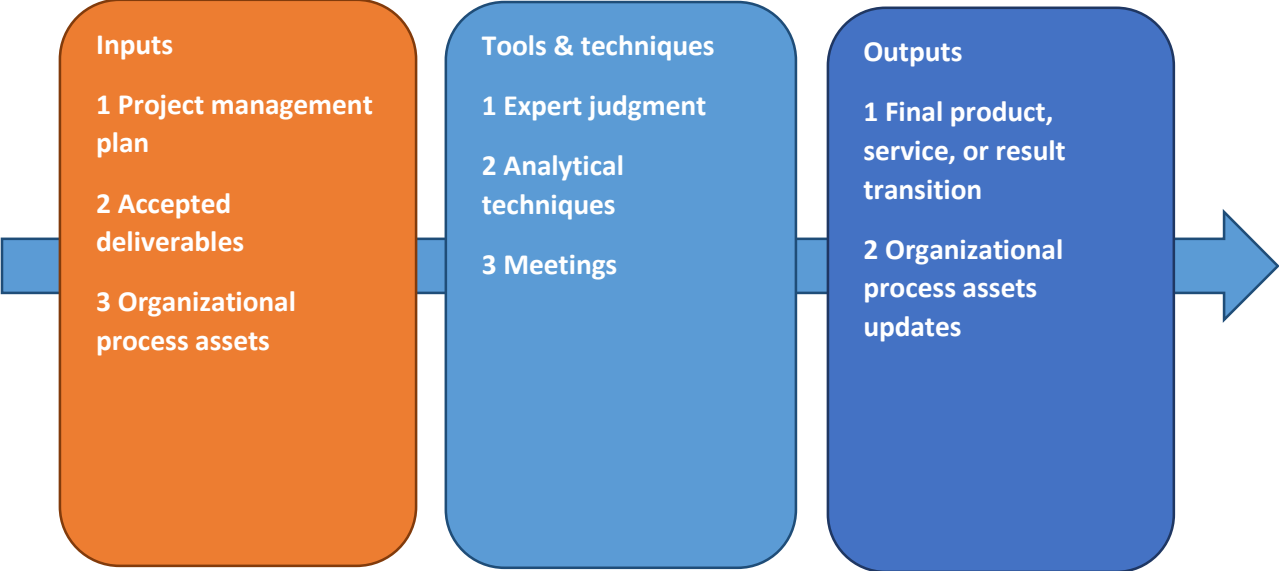 Inputs
1 Project management
plan
2 Accepted
deliverables
3 Organizational
process assets
Tools & techniques
1 Expert judgment
2 Analytical
techniques
3 Meetings
Outputs
1 Final product,
service, or result
transition
2 Organizational
process assets
updates